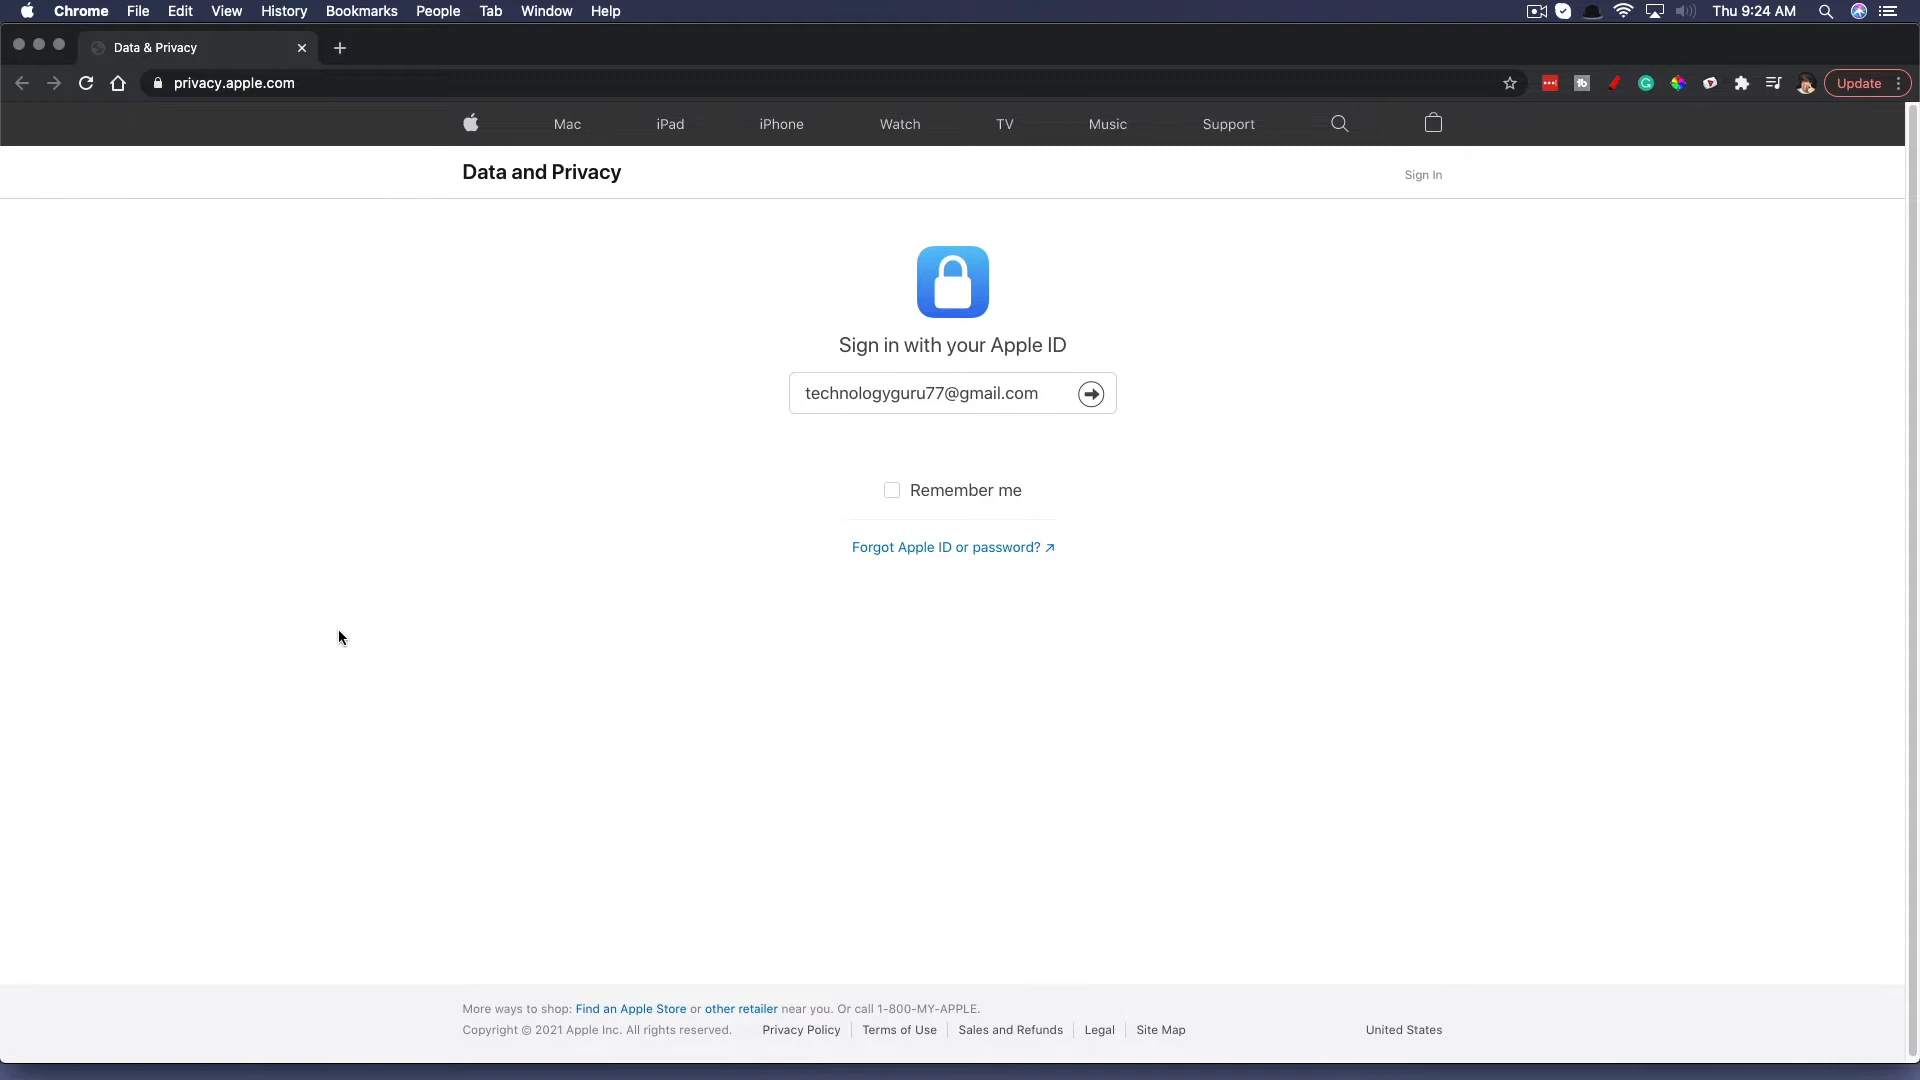 Chrome File Edit View History Bookmarks People Tab Window Help Thu 9:24 AM
Data & Privacy
privacy.apple.com Update
Mac iPad iPhone Watch TV Music Support
Data and Privacy Sign In
Sign in with your Apple ID
technologyguru77@gmail.com
Remember me
Forgot Apple ID or password? ↗
More ways to shop: Find an Apple Store or other retailer near you. Or call 1-800-MY-APPLE.
Copyright © 2021 Apple Inc. All rights reserved. Privacy Policy Terms of Use Sales and Refunds Legal Site Map United States